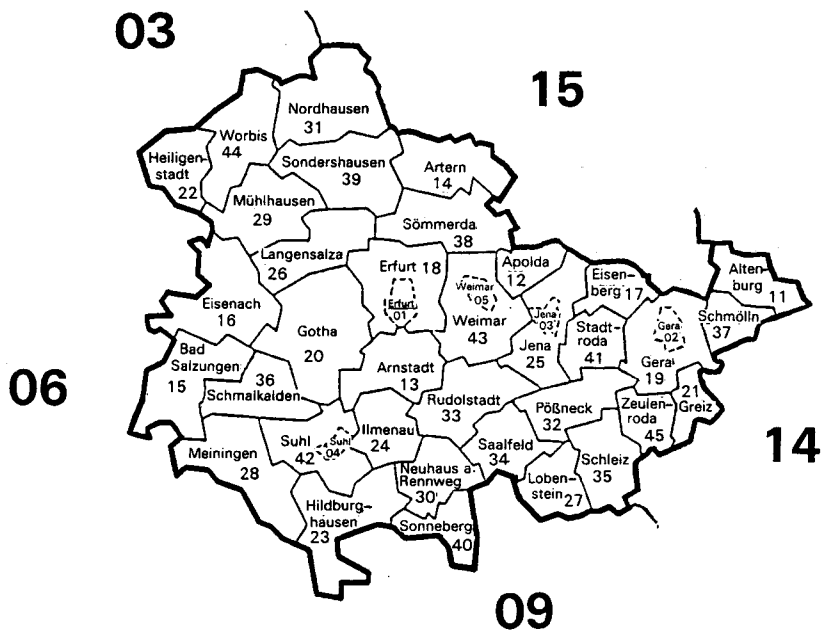 03
15
Nordhausen
31
Worbis
44
Heiligen-
stadt
22
Sondershausen
39
Artern
14
Mühlhausen
29
Sömmerda
38
Langensalza
26
Erfurt 18
Erfurt
01
Weimar
05
Weimar
43
Apolda
12
Eisen-
berg 17
Alten-
burg
11
Schmölln
37
Eisenach
16
Gotha
20
Jena
03
Jena
25
Stadt-
roda
41
Gera
02
Gera
19
Bad
Salzungen
15
36
Schmalkalden
Arnstadt
13
Rudolstadt
33
Pößneck
32
Zeulen-
roda
45
21
Greiz
06
14
Meiningen
28
Suhl
42
Suhl
04
Ilmenau
24
Neuhaus a.
Rennweg
30
Saalfeld
34
Loben-
stein 27
Schleiz
35
Hildburg-
hausen
23
Sonneberg
40
09